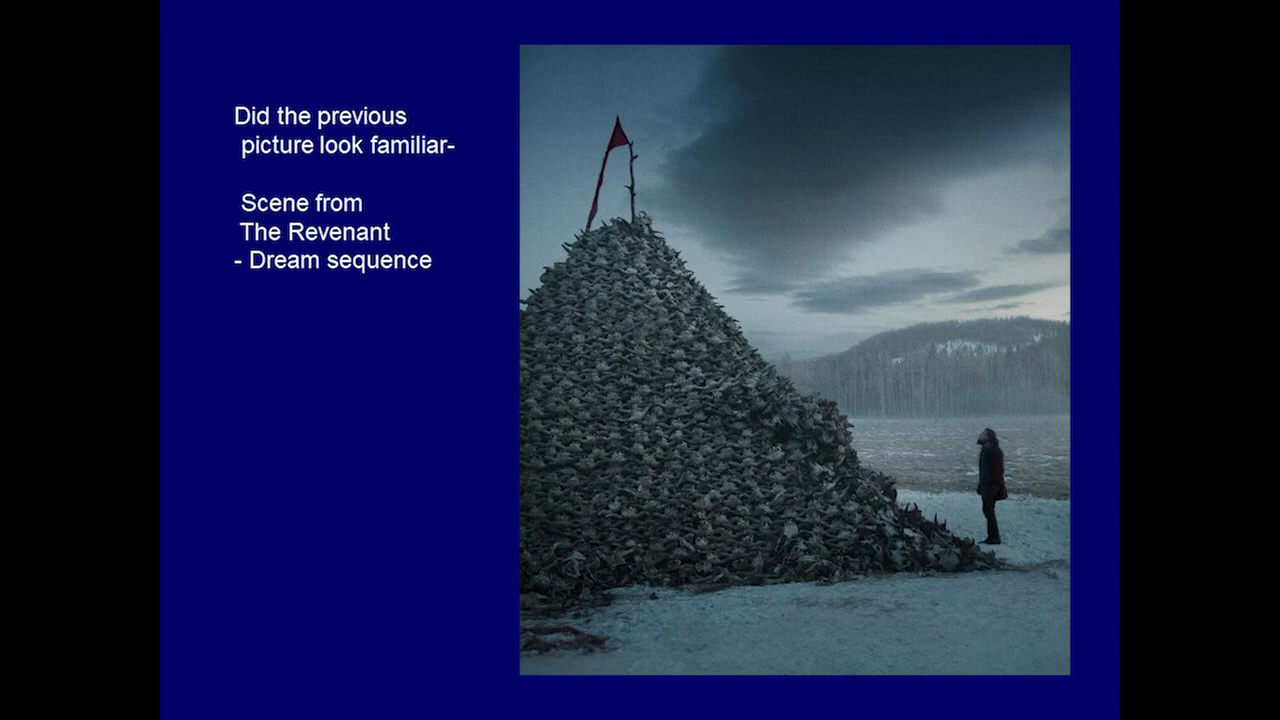 Did the previous
picture look familiar-
Scene from
The Revenant
- Dream sequence